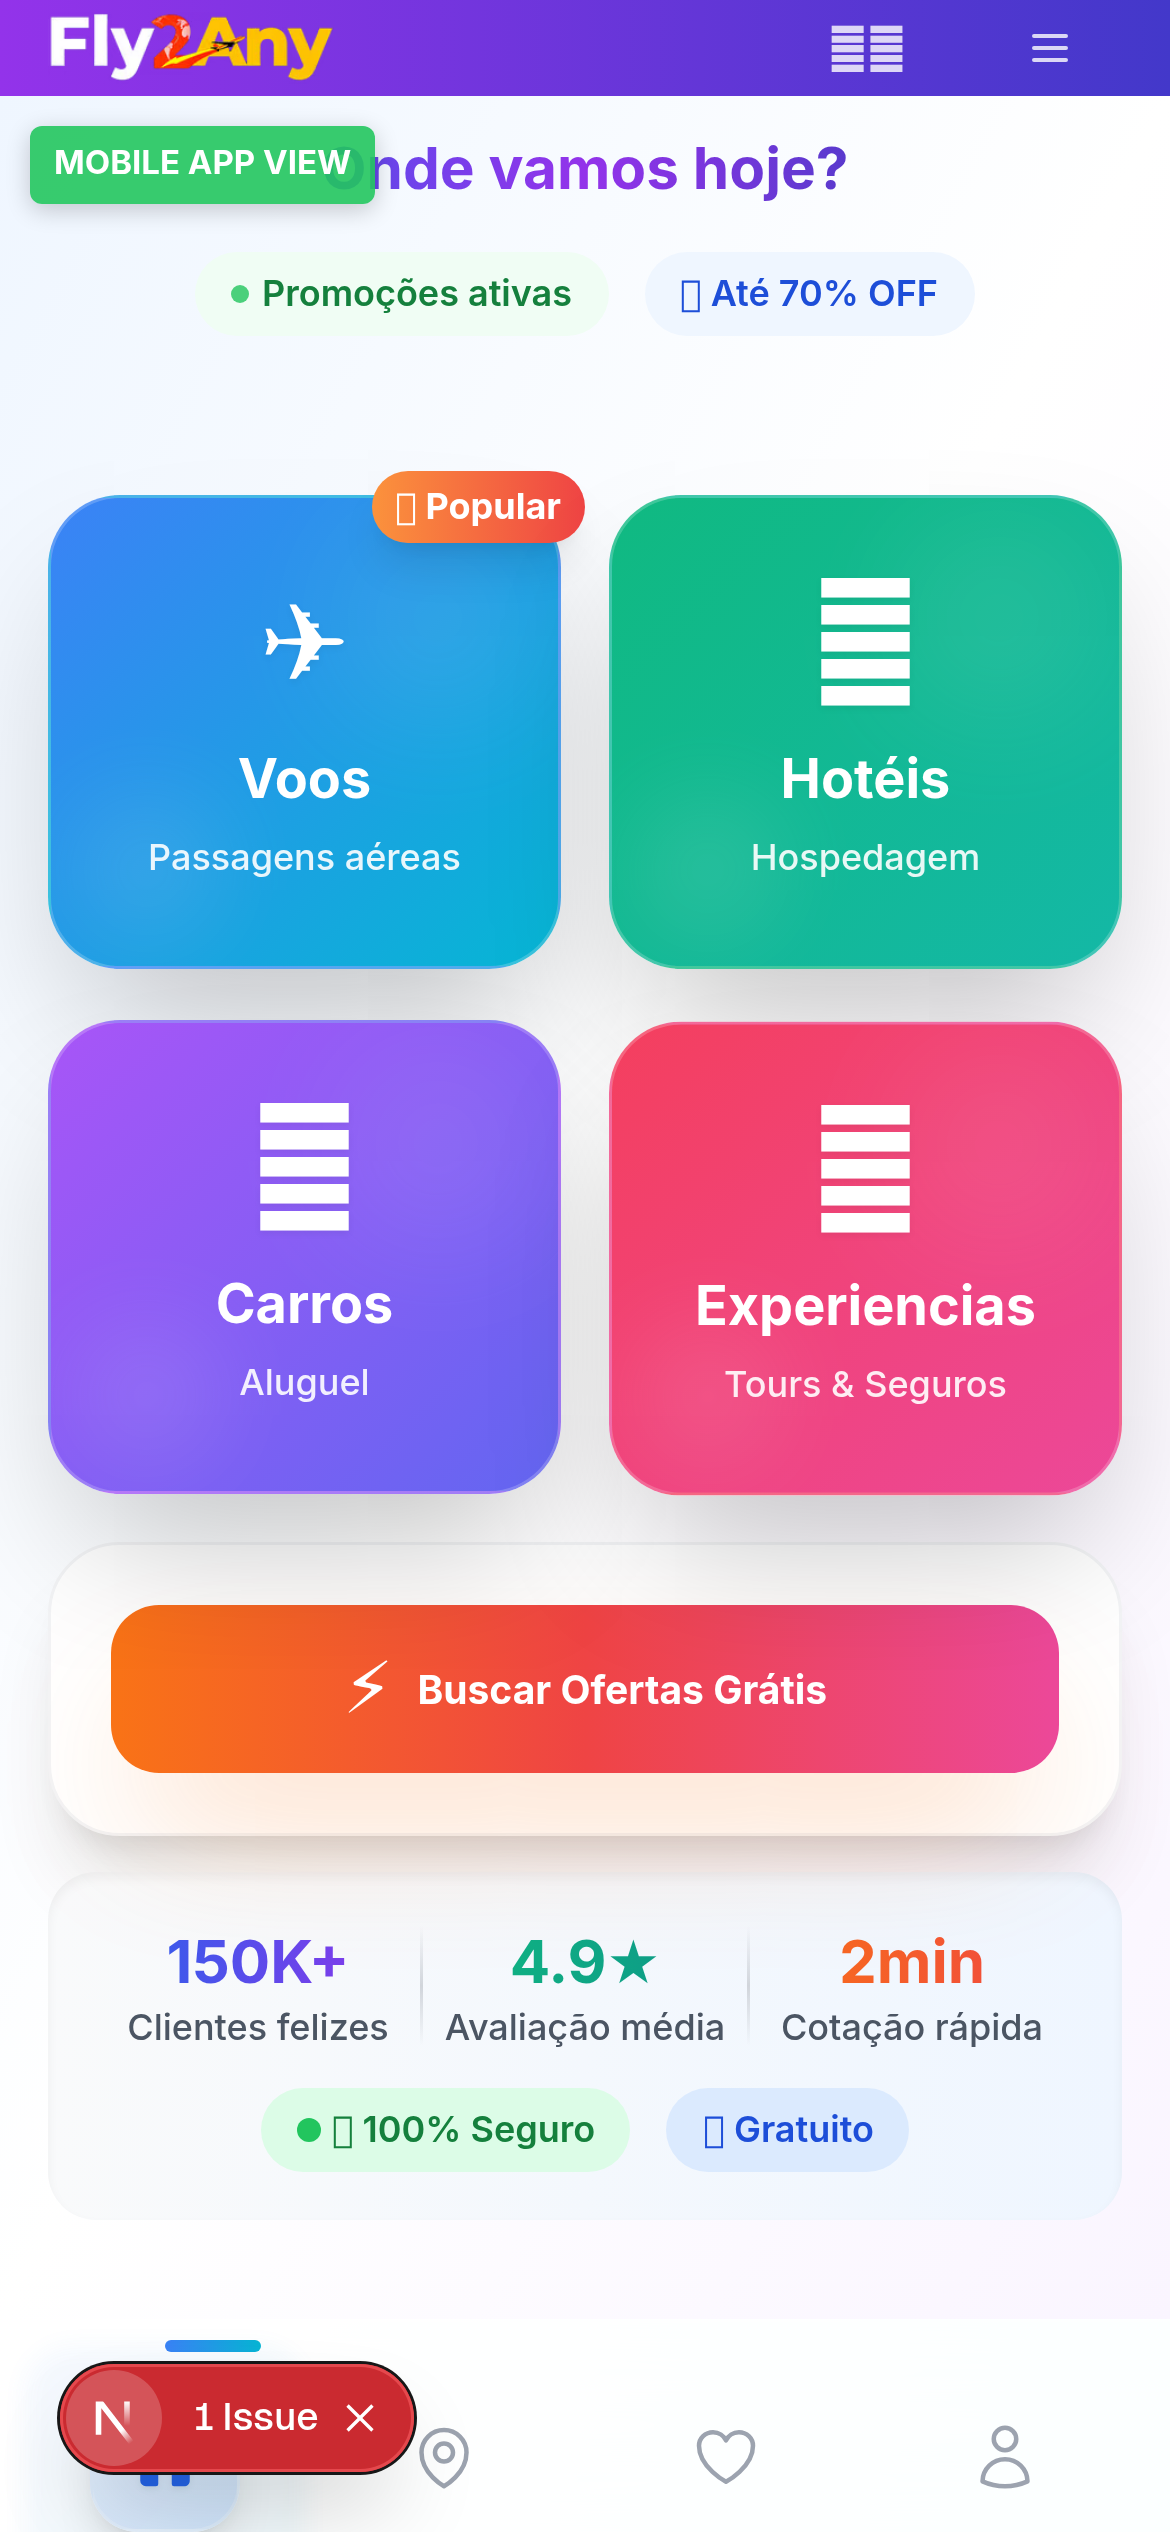 Fly2Any
MOBILE APP VIEW
Onde vamos hoje?
Promoções ativas
Até 70% OFF
Popular
Voos
Passagens aéreas
Hotéis
Hospedagem
Carros
Aluguel
Experiencias
Tours & Seguros
⚡ Buscar Ofertas Grátis
150K+
Clientes felizes
4.9★
Avaliação média
2min
Cotação rápida
100% Seguro
Gratuito
N 1 Issue